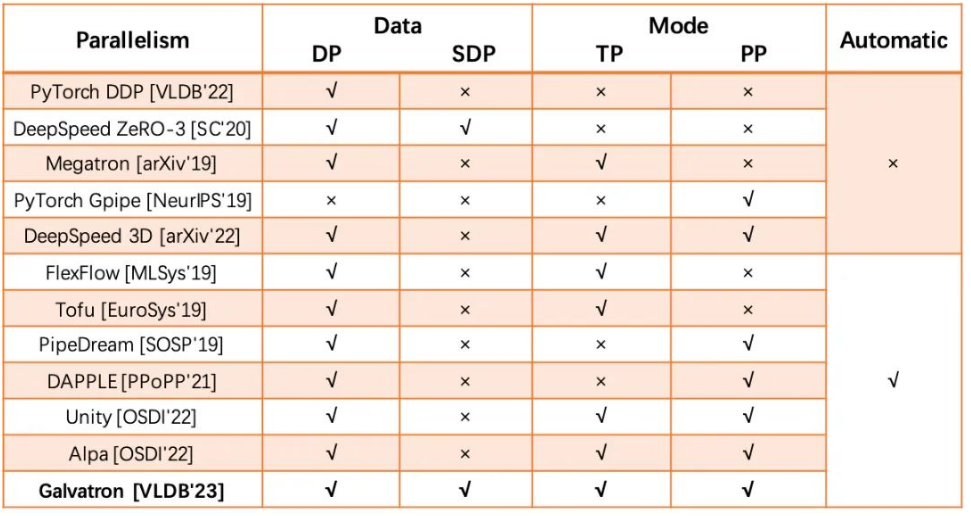 Parallelism Data Mode Automatic
DP SDP TP PP
PyTorch DDP [VLDB'22] √ × × ×
DeepSpeed ZeRO-3 [SC'20] √ √ × ×
Megatron [arXiv'19] √ × √ × ×
PyTorch Gpipe [NeurIPS'19] × × × √
DeepSpeed 3D [arXiv'22] √ × √ √
FlexFlow [MLSys'19] √ × √ ×
Tofu [EuroSys'19] √ × √ ×
PipeDream [SOSP'19] √ × × √
DAPPLE [PPoPP'21] √ × × √ √
Unity [OSDI'22] √ × √ √
Alpa [OSDI'22] √ × √ √
Galvatron [VLDB'23] √ √ √ √